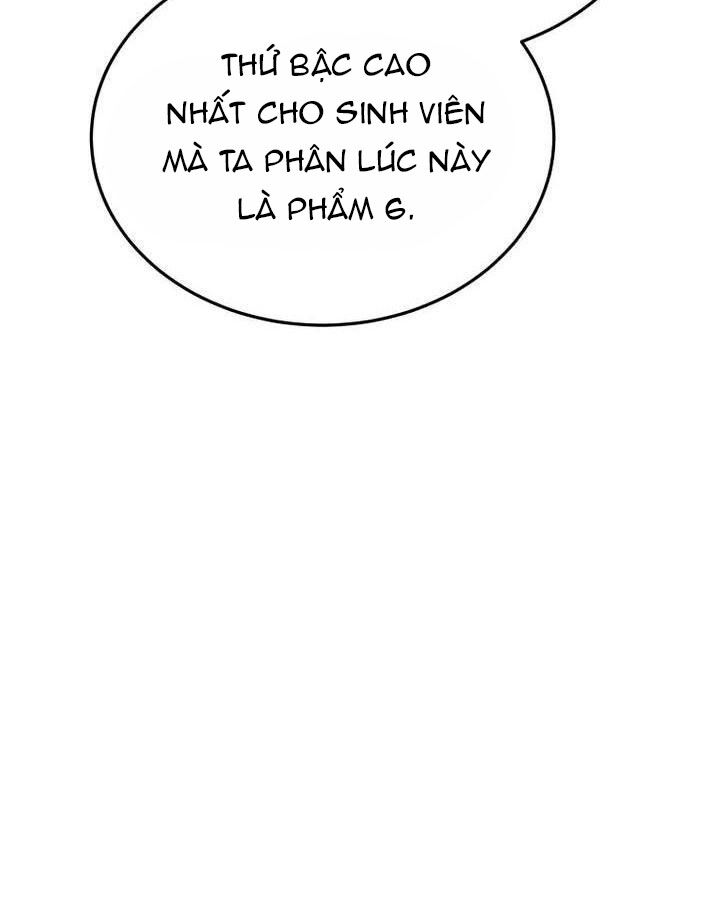 THỨ BẬC CAO
NHẤT CHO SINH VIÊN
MÀ TA PHÂN LÚC NÀY
LÀ PHẨM 6.